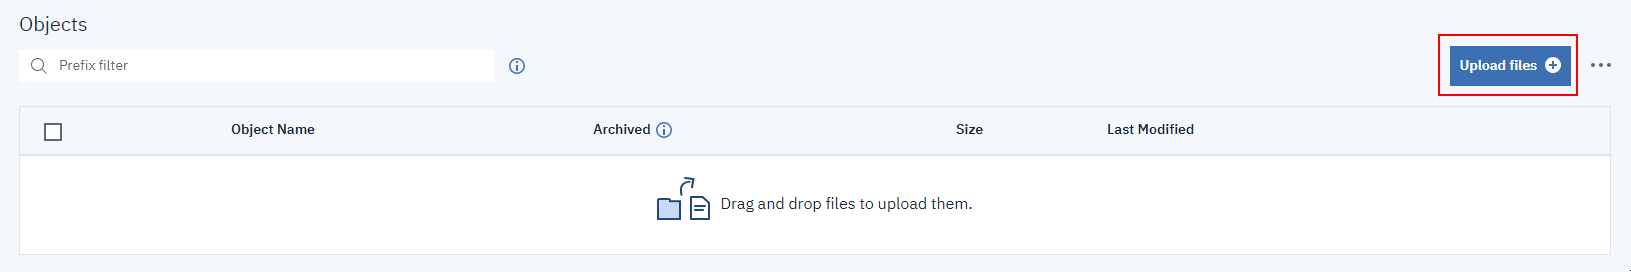 Objects
Prefix filter
Upload files
Object Name Archived Size Last Modified
Drag and drop files to upload them.